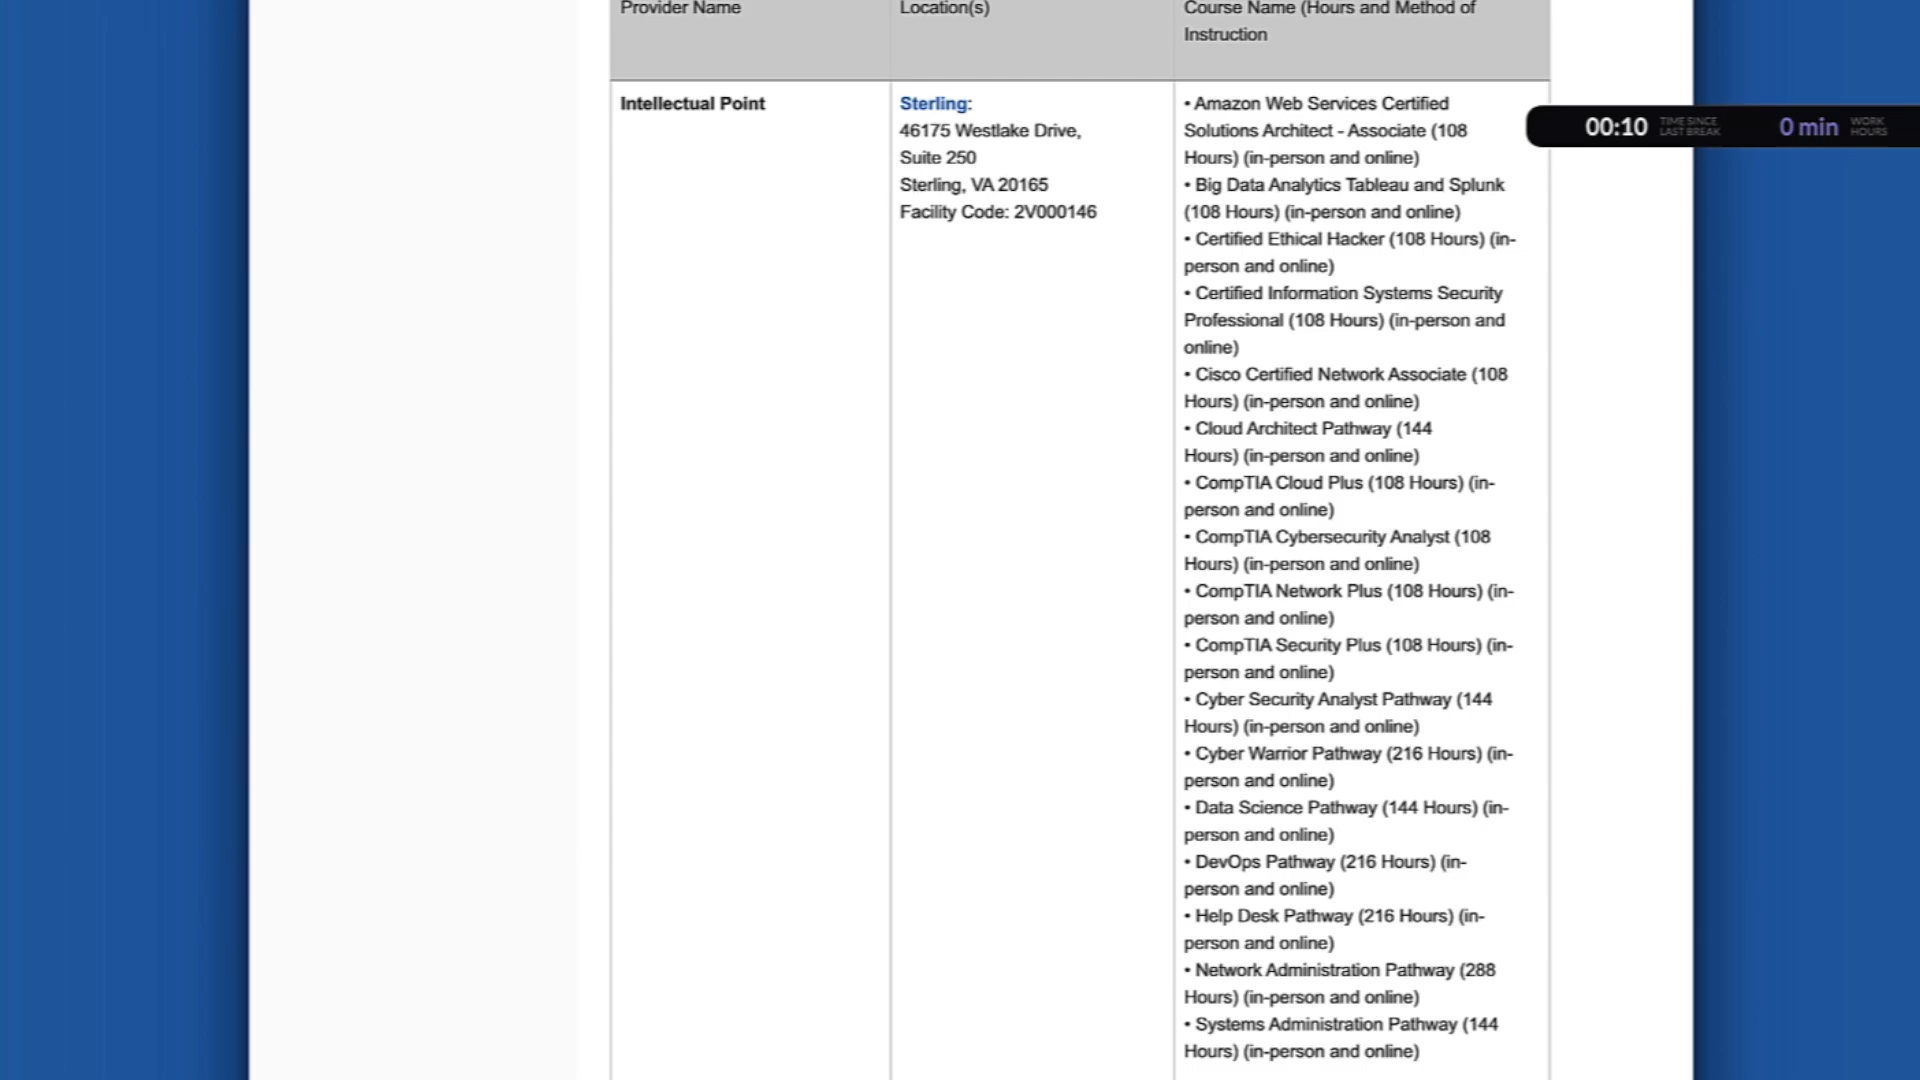 Provider Name
Location(s)
Course Name (Hours and Method of
Instruction
Intellectual Point
Sterling:
46175 Westlake Drive,
Suite 250
Sterling, VA 20165
Facility Code: 2V000146
• Amazon Web Services Certified
Solutions Architect - Associate (108
Hours) (in-person and online)
• Big Data Analytics Tableau and Splunk
(108 Hours) (in-person and online)
• Certified Ethical Hacker (108 Hours) (in-
person and online)
• Certified Information Systems Security
Professional (108 Hours) (in-person and
online)
• Cisco Certified Network Associate (108
Hours) (in-person and online)
• Cloud Architect Pathway (144
Hours) (in-person and online)
• CompTIA Cloud Plus (108 Hours) (in-
person and online)
• CompTIA Cybersecurity Analyst (108
Hours) (in-person and online)
• CompTIA Network Plus (108 Hours) (in-
person and online)
• CompTIA Security Plus (108 Hours) (in-
person and online)
• Cyber Security Analyst Pathway (144
Hours) (in-person and online)
• Cyber Warrior Pathway (216 Hours) (in-
person and online)
• Data Science Pathway (144 Hours) (in-
person and online)
• DevOps Pathway (216 Hours) (in-
person and online)
• Help Desk Pathway (216 Hours) (in-
person and online)
• Network Administration Pathway (288
Hours) (in-person and online)
• Systems Administration Pathway (144
Hours) (in-person and online)
00:10
TIME SINCE
LAST BREAK
0 min
WORK
HOURS